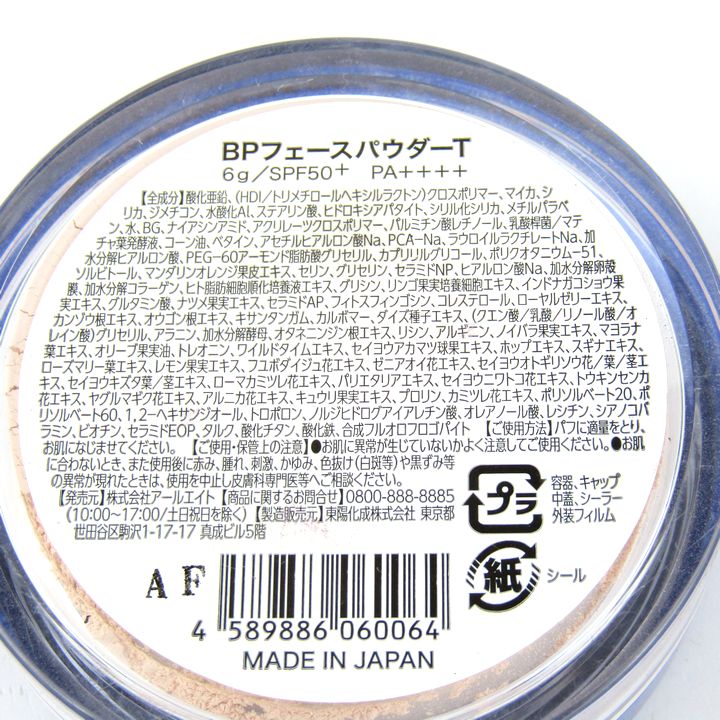 BPフェースパウダーT
6g／SPF50+ PA++++
【全成分】酸化亜鉛、(HDI/トリメチロールヘキシルラクトン)クロスポリマー、マイカ、シ
リカ、ジメチコン、水酸化Al、ステアリン酸、ヒドロキシアパタイト、シリル化シリカ、メチルパラベ
ン、水、BG、ナイアシンアミド、アクリレーツクロスポリマー、パルミチン酸レチノール、乳酸桿菌／マテ
チャ葉発酵液、コーン油、ベタイン、アセチルヒアルロン酸Na、PCA-Na、ラウロイルラクチレートNa、加
水分解ヒアルロン酸、PEG-60アーモンド脂肪酸グリセリル、カプリリルグリコール、ポリクオタニウム-51、
ソルビトール、マンダリンオレンジ果皮エキス、セリン、グリセリン、セラミドNP、ヒアルロン酸Na、加水分解卵殻
膜、加水分解コラーゲン、ヒト脂肪細胞順化培養液エキス、グリシン、リンゴ果実培養細胞エキス、インドナガコショウ果
実エキス、グルタミン酸、ナツメ果実エキス、セラミドAP、フィトスフィンゴシン、コレステロール、ローヤルゼリーエキス、
カンゾウ根エキス、オウゴン根エキス、キサンタンガム、カルボマー、ダイズ種子エキス、(クエン酸／乳酸／リノール酸／オ
レイン酸)グリセリル、アラニン、加水分解酵母、オタネニンジン根エキス、リシン、アルギニン、ノイバラ果実エキス、マヨラナ
葉エキス、オリーブ果実油、トレオニン、ワイルドタイムエキス、セイヨウアカマツ球果エキス、ホップエキス、スギナエキス、
ローズマリー葉エキス、レモン果実エキス、フユボダイジュ花エキス、ゼニアオイ花エキス、セイヨウオトギリソウ花／葉／茎エ
キス、セイヨウキズタ葉／茎エキス、ローマカミツレ花エキス、パリエタリアエキス、セイヨウニワトコ花エキス、トウキンセンカ
花エキス、ヤグルマギク花エキス、アルニカ花エキス、キュウリ果実エキス、プロリン、カミツレ花エキス、ポリソルベート20、ポ
リソルベート60、1,2-ヘキサンジオール、トロポロン、ノルジヒドログアイアレチン酸、オレアノール酸、レシチン、シアノコバ
ラミン、ビオチン、セラミドEOP、タルク、酸化チタン、酸化鉄、合成フルオロフロゴパイト 【ご使用方法】パフに適量をとり、
お肌になじませてください。 【ご使用・保管上の注意】●お肌に異常が生じていないかよく注意してご使用ください。●お肌
に合わないとき、また使用後に赤み、腫れ、刺激、かゆみ、色抜け(白斑等)や黒ずみ等
の異常が現れたときは、使用を中止し皮膚科専門医等へご相談ください。
【発売元】株式会社アールエイト【商品に関するお問合せ】0800-888-8885
(10:00〜17:00／土日祝日を除く)【製造販売元】東陽化成株式会社 東京都
世田谷区駒沢1-17-17 真成ビル5階
プラ
容器、キャップ
中蓋、シーラー
外装フィルム
紙
シール
AF
4 589886 060064
MADE IN JAPAN